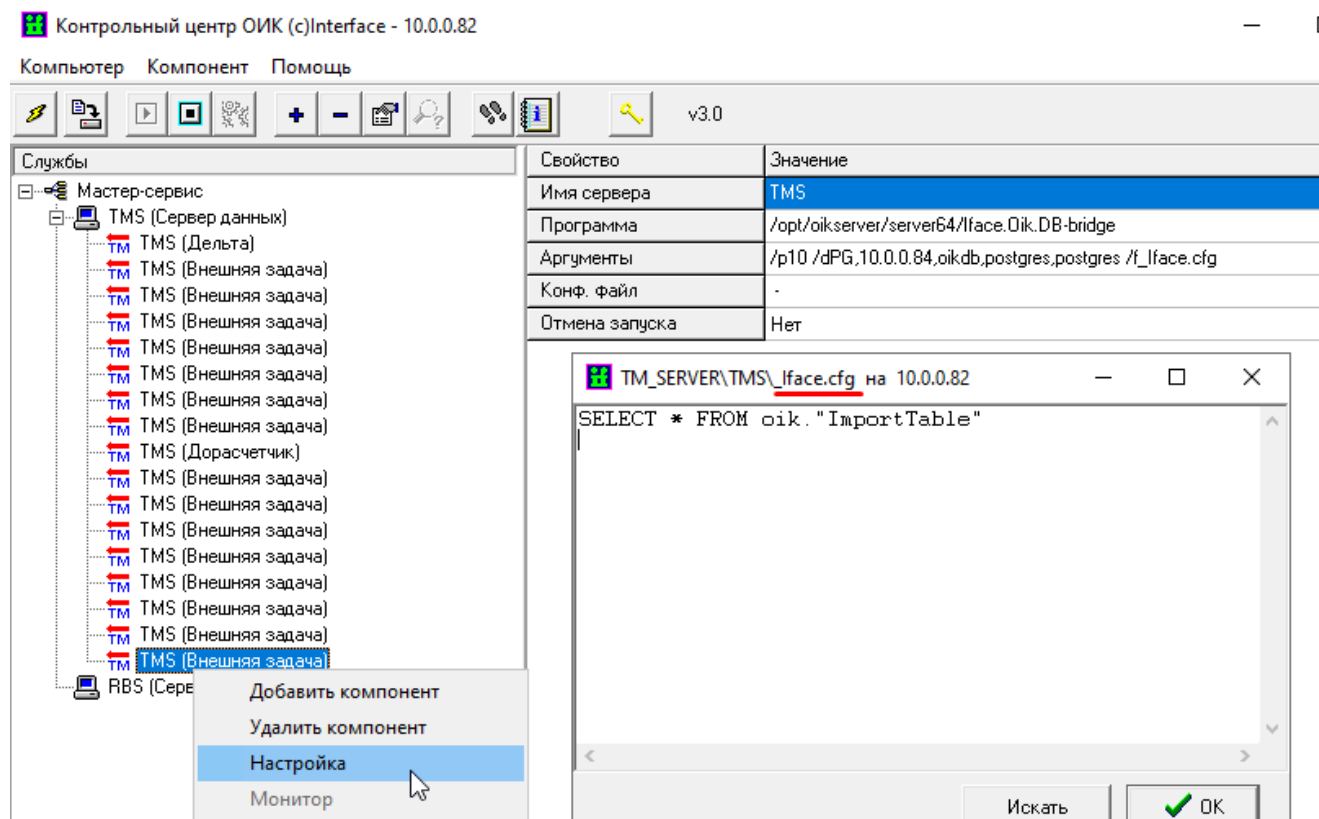 Контрольный центр ОИК (c)Interface - 10.0.0.82
Компьютер Компонент Помощь
v3.0
Службы
Мастер-сервис
TMS (Сервер данных)
TMS (Дельта)
TMS (Внешняя задача)
TMS (Внешняя задача)
TMS (Внешняя задача)
TMS (Внешняя задача)
TMS (Внешняя задача)
TMS (Внешняя задача)
TMS (Внешняя задача)
TMS (Дорасчетчик)
TMS (Внешняя задача)
TMS (Внешняя задача)
TMS (Внешняя задача)
TMS (Внешняя задача)
TMS (Внешняя задача)
TMS (Внешняя задача)
TMS (Внешняя задача)
TMS (Внешняя задача)
RBS (Серв
Добавить компонент
Удалить компонент
Настройка
Монитор
Свойство Значение
Имя сервера TMS
Программа /opt/oikserver/server64/Iface.Oik.DB-bridge
Аргументы /p10 /dPG,10.0.0.84,oikdb,postgres,postgres /f_Iface.cfg
Конф. файл -
Отмена запуска Нет
TM_SERVER\TMS\_Iface.cfg на 10.0.0.82
SELECT * FROM oik."ImportTable"
Искать OK